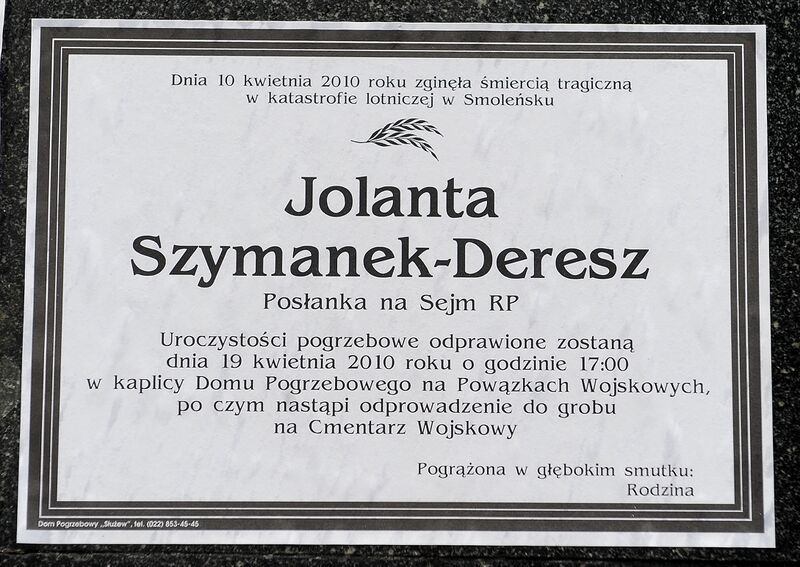 Dnia 10 kwietnia 2010 roku zginęła śmiercią tragiczną
w katastrofie lotniczej w Smoleńsku
Jolanta
Szymanek-Deresz
Posłanka na Sejm RP
Uroczystości pogrzebowe odprawione zostaną
dnia 19 kwietnia 2010 roku o godzinie 17:00
w kaplicy Domu Pogrzebowego na Powązkach Wojskowych,
po czym nastąpi odprowadzenie do grobu
na Cmentarz Wojskowy
Pogrążona w głębokim smutku:
Rodzina
Dom Pogrzebowy „Służew", tel. (022) 853-45-45